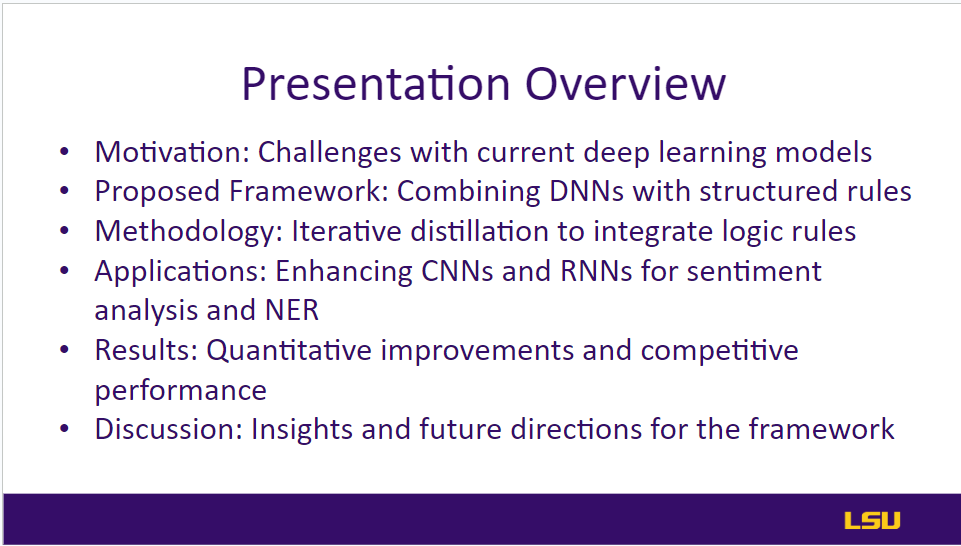 Presentation Overview
• Motivation: Challenges with current deep learning models
• Proposed Framework: Combining DNNs with structured rules
• Methodology: Iterative distillation to integrate logic rules
• Applications: Enhancing CNNs and RNNs for sentiment
analysis and NER
• Results: Quantitative improvements and competitive
performance
• Discussion: Insights and future directions for the framework
LSU